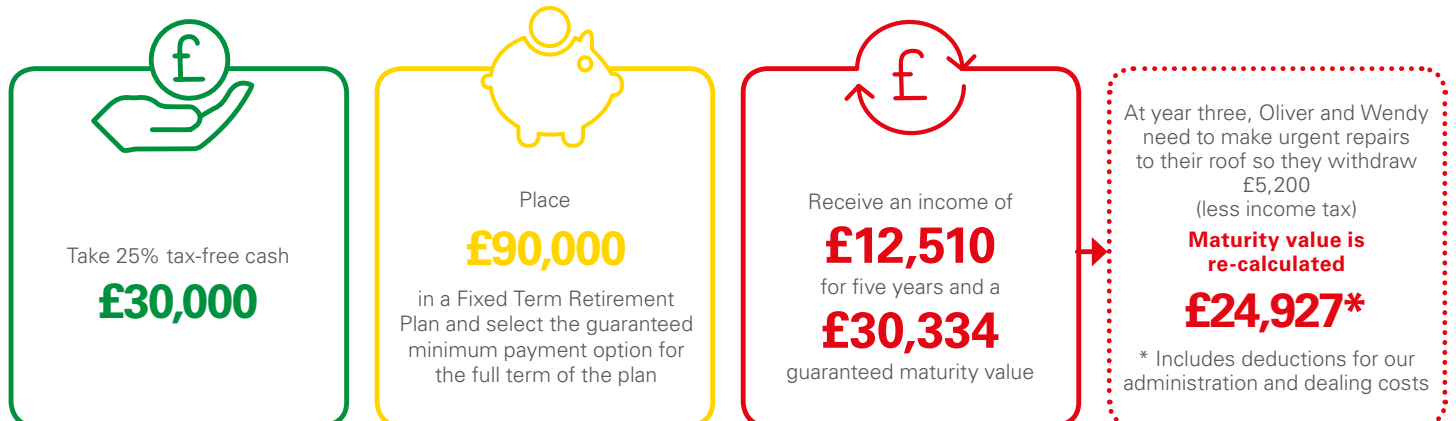 £
Take 25% tax-free cash
£30,000
Place
£90,000
in a Fixed Term Retirement
Plan and select the guaranteed
minimum payment option for
the full term of the plan
£
Receive an income of
£12,510
for five years and a
£30,334
guaranteed maturity value
At year three, Oliver and Wendy
need to make urgent repairs
to their roof so they withdraw
£5,200
(less income tax)
Maturity value is
re-calculated
£24,927*
* Includes deductions for our
administration and dealing costs